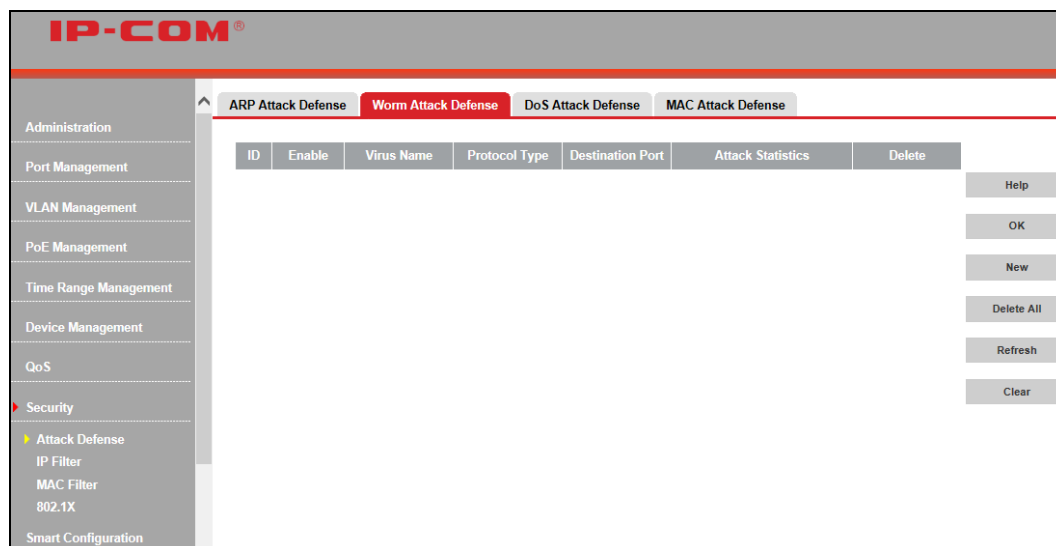 IP-COM®
ARP Attack Defense Worm Attack Defense DoS Attack Defense MAC Attack Defense
Administration
Port Management
VLAN Management
PoE Management
Time Range Management
Device Management
QoS
Security
Attack Defense
IP Filter
MAC Filter
802.1X
Smart Configuration
ID Enable Virus Name Protocol Type Destination Port Attack Statistics Delete
Help
OK
New
Delete All
Refresh
Clear